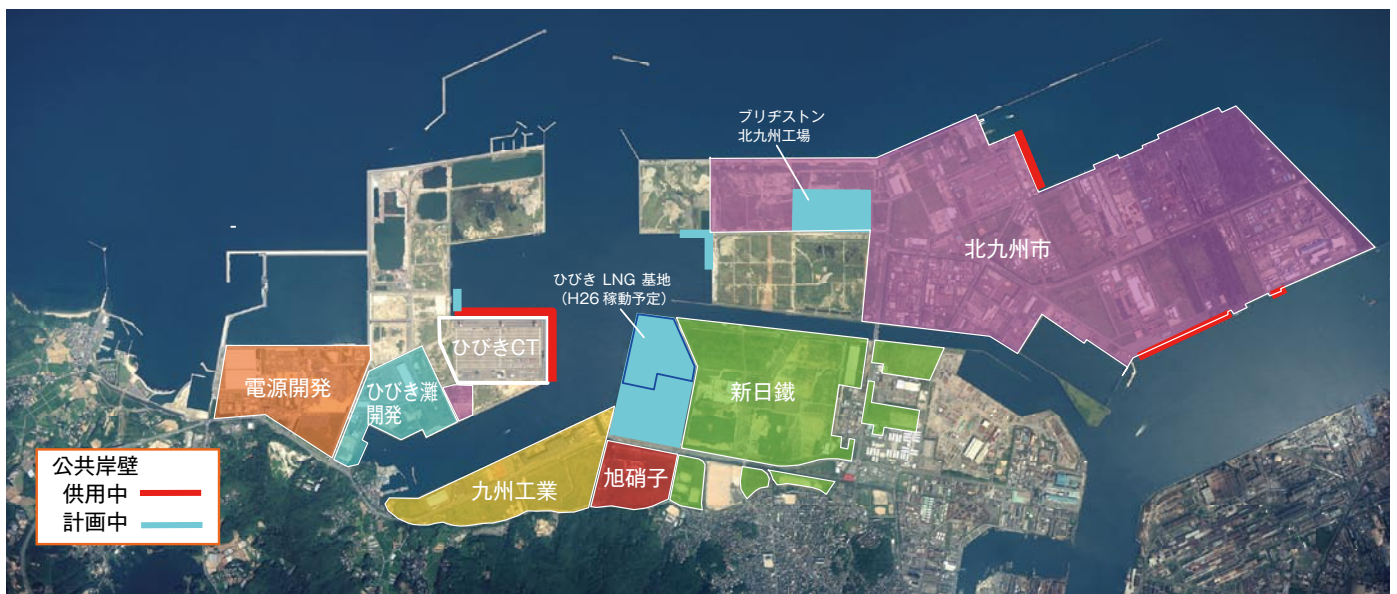 ブリヂストン
北九州工場
北九州市
ひびき LNG 基地
（H26 稼動予定）
ひびきCT
電源開発
ひびき灘
開発
新日鐵
九州工業
旭硝子
公共岸壁
供用中
計画中